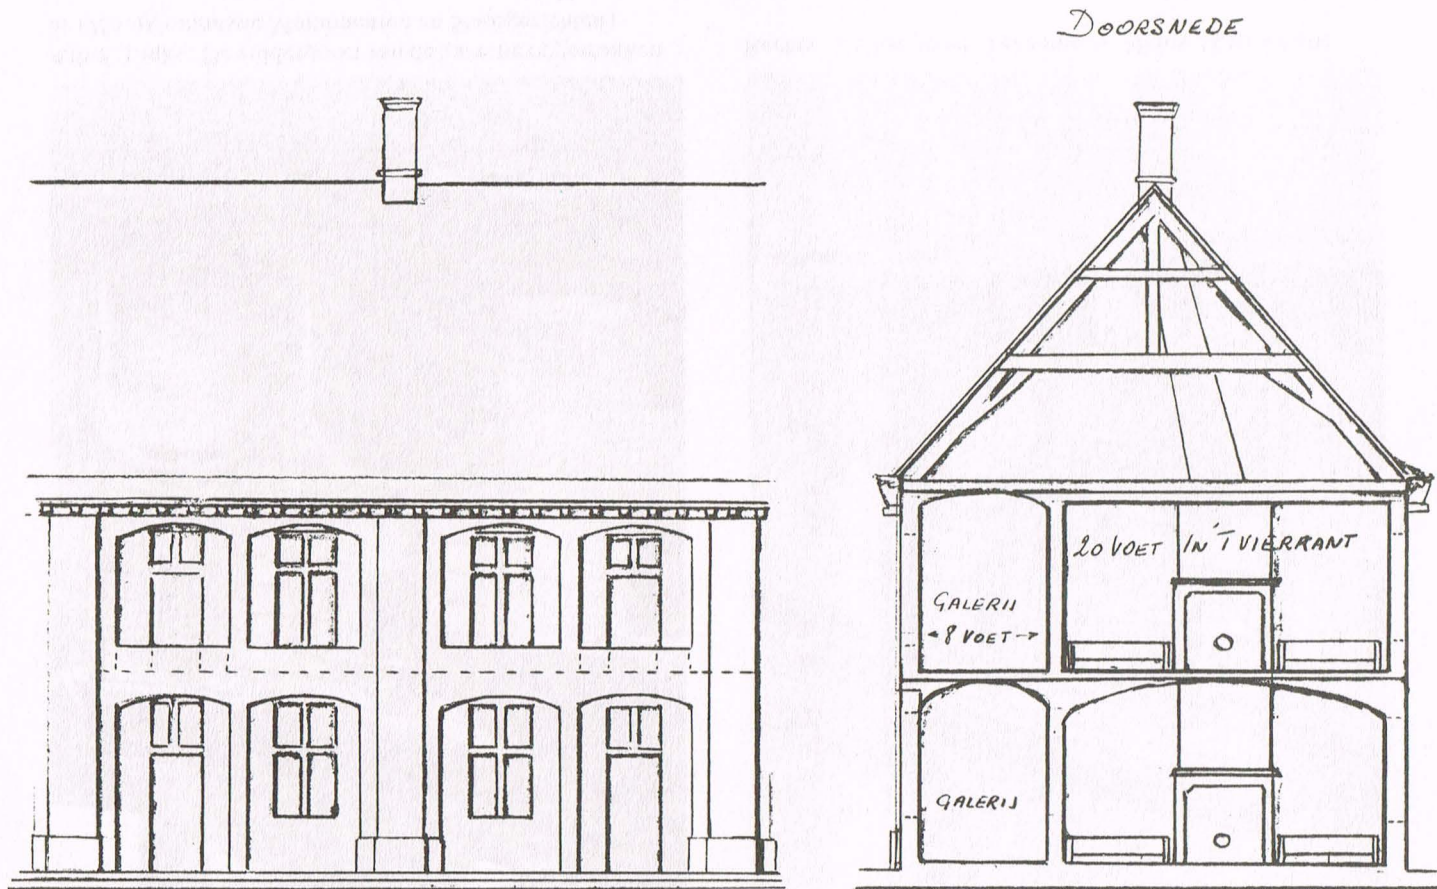 DOORSNEDE
20 VOET IN 'T VIERKANT
GALERIJ
8 VOET
GALERIJ